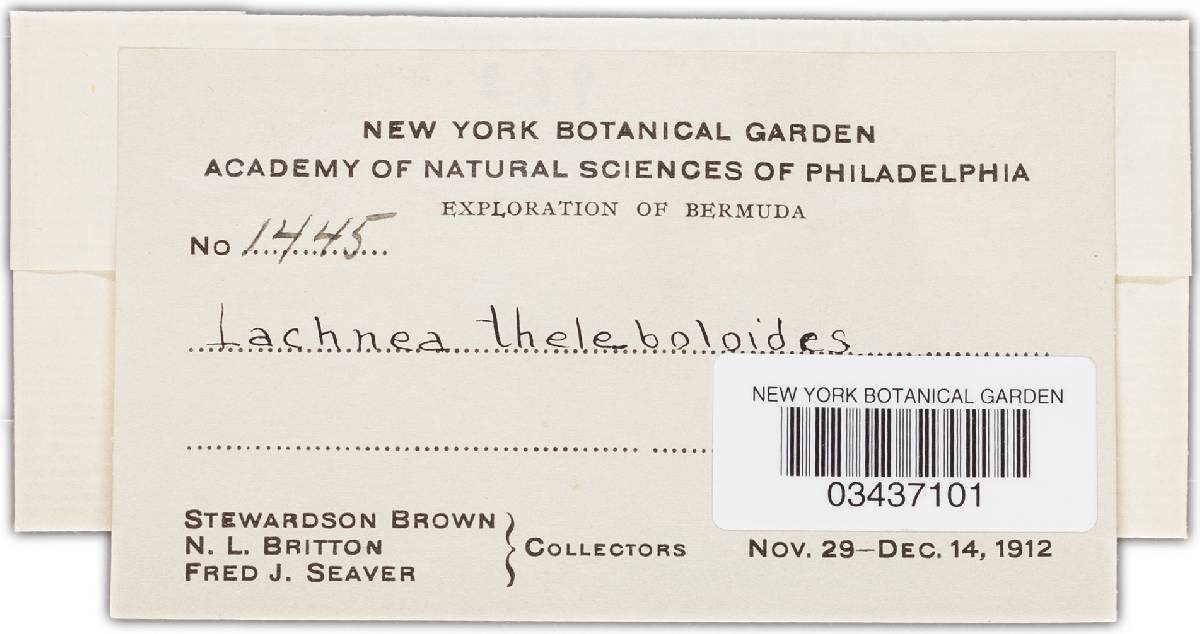 NEW YORK BOTANICAL GARDEN
ACADEMY OF NATURAL SCIENCES OF PHILADELPHIA
EXPLORATION OF BERMUDA
No 1445
Lachnea theleboloides
NEW YORK BOTANICAL GARDEN
03437101
STEWARDSON BROWN
N. L. BRITTON
FRED J. SEAVER
COLLECTORS
NOV. 29–DEC. 14, 1912